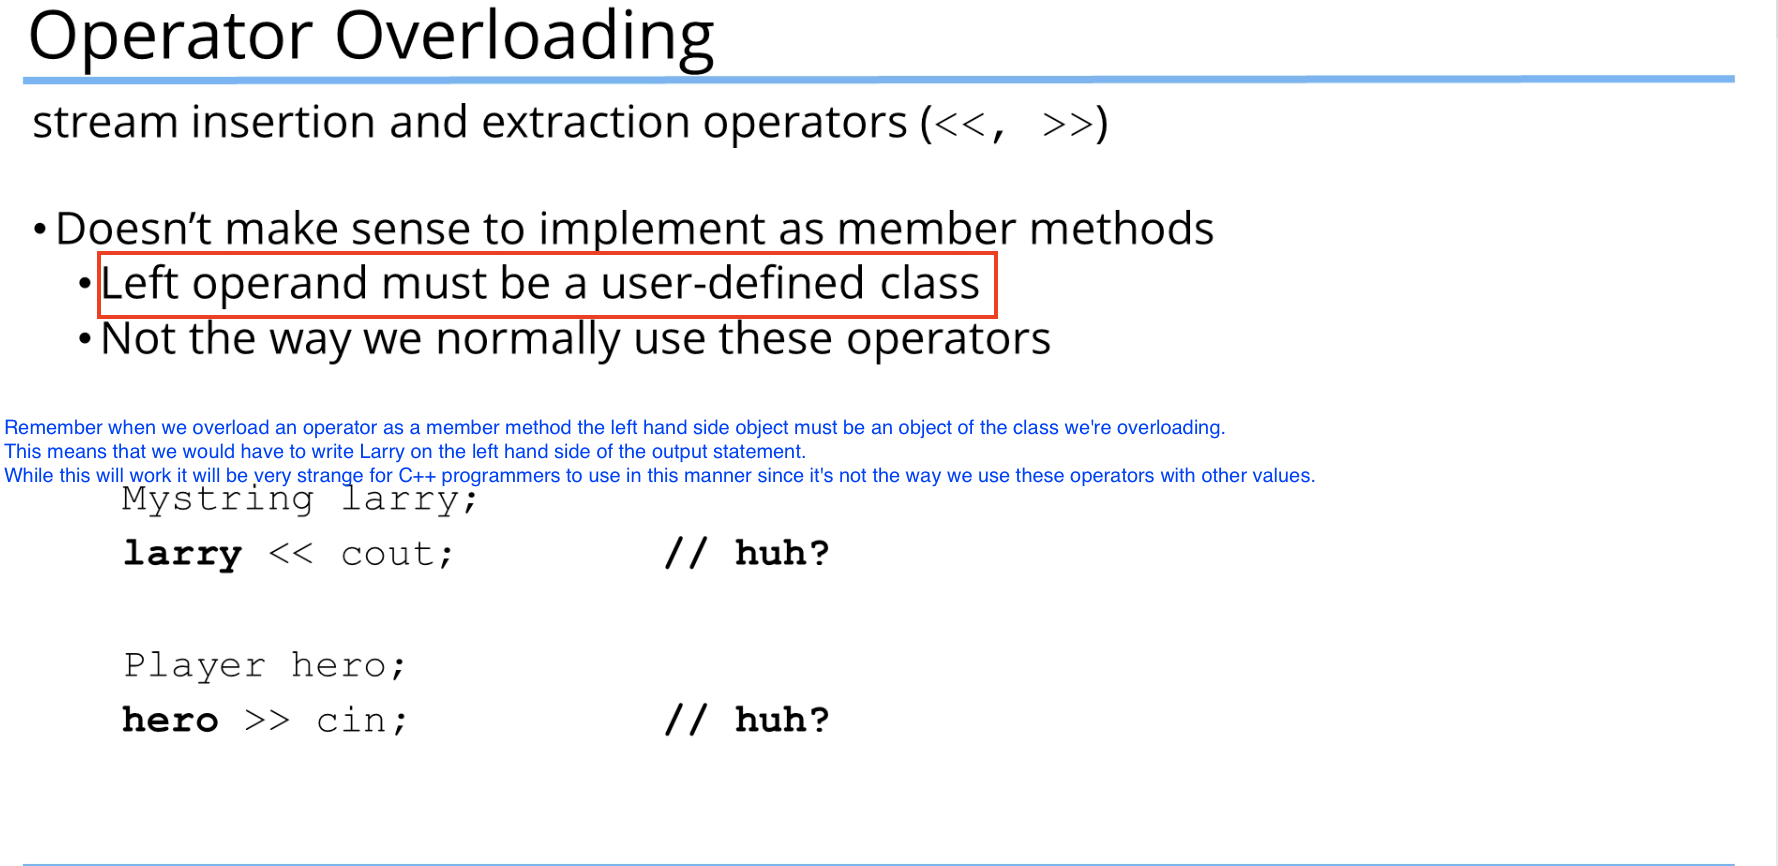 Operator Overloading
stream insertion and extraction operators (<<, >>)
•Doesn’t make sense to implement as member methods
•Left operand must be a user-defined class
•Not the way we normally use these operators
Remember when we overload an operator as a member method the left hand side object must be an object of the class we're overloading.
This means that we would have to write Larry on the left hand side of the output statement.
While this will work it will be very strange for C++ programmers to use in this manner since it's not the way we use these operators with other values.
Mystring larry;
larry << cout; // huh?
Player hero;
hero >> cin; // huh?